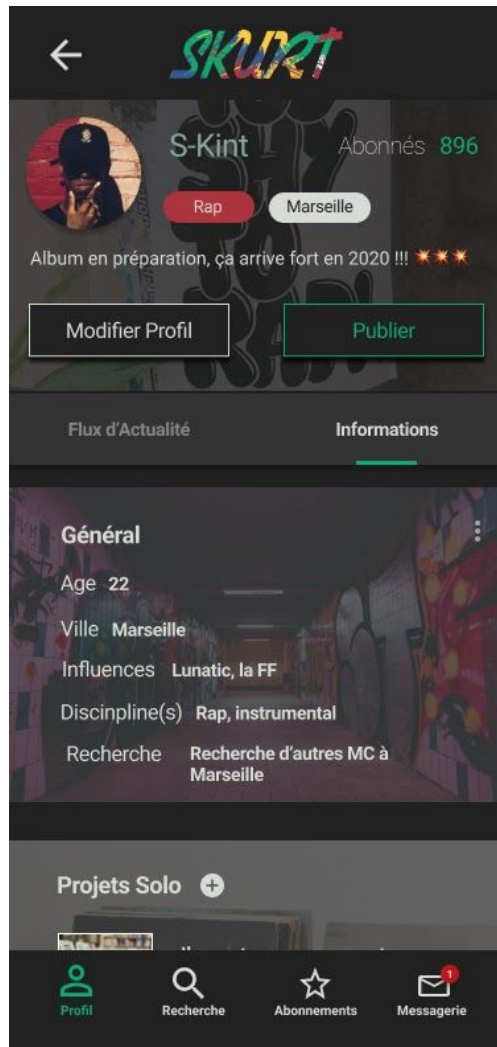 SKURT
S-Kint
Abonnés 896
Rap
Marseille
Album en préparation, ça arrive fort en 2020 !!! 💥💥💥
Modifier Profil
Publier
Flux d'Actualité
Informations
Général
Age 22
Ville Marseille
Influences Lunatic, la FF
Discinpline(s) Rap, instrumental
Recherche Recherche d'autres MC à
Marseille
Projets Solo
Profil
Recherche
Abonnements
1
Messagerie